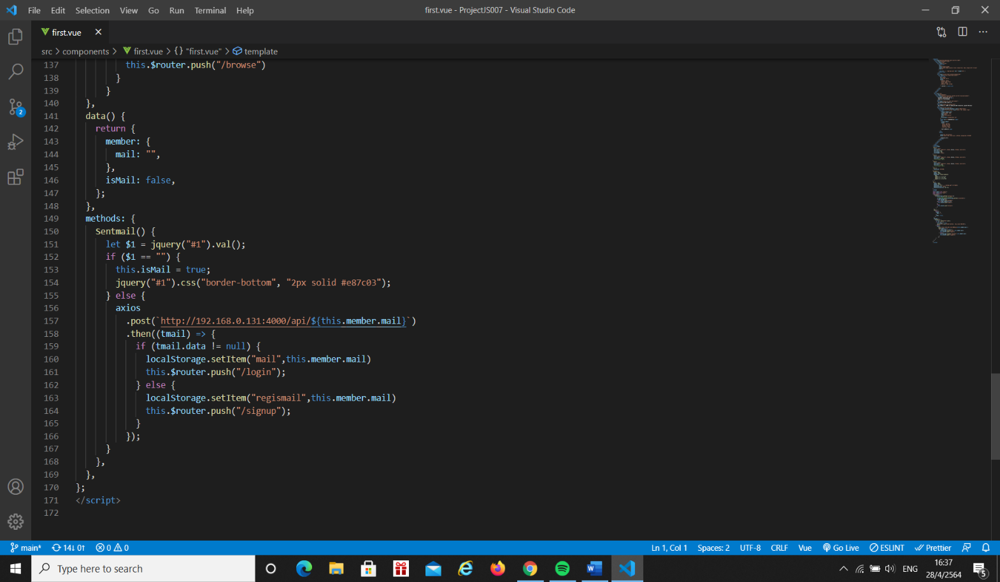 File Edit Selection View Go Run Terminal Help
first.vue - ProjectJS007 - Visual Studio Code
first.vue
src > components > first.vue > {} "first.vue" > template
137 this.$router.push("/browse")
138 }
139 }
140 },
141 data() {
142 return {
143 member: {
144 mail: "",
145 },
146 isMail: false,
147 };
148 },
149 methods: {
150 Sentmail() {
151 let $1 = jquery("#1").val();
152 if ($1 == "") {
153 this.isMail = true;
154 jquery("#1").css("border-bottom", "2px solid #e87c03");
155 } else {
156 axios
157 .post(`http://192.168.0.131:4000/api/${this.member.mail}`)
158 .then((tmail) => {
159 if (tmail.data != null) {
160 localStorage.setItem("mail",this.member.mail)
161 this.$router.push("/login");
162 } else {
163 localStorage.setItem("regismail",this.member.mail)
164 this.$router.push("/signup");
165 }
166 });
167 }
168 },
169 },
170 };
171 </script>
172
2
main* 14↓ 0↑ 0 0
Ln 1, Col 1 Spaces: 2 UTF-8 CRLF Vue Go Live ESLINT Prettier
Type here to search
ENG
16:37
28/4/2564
5